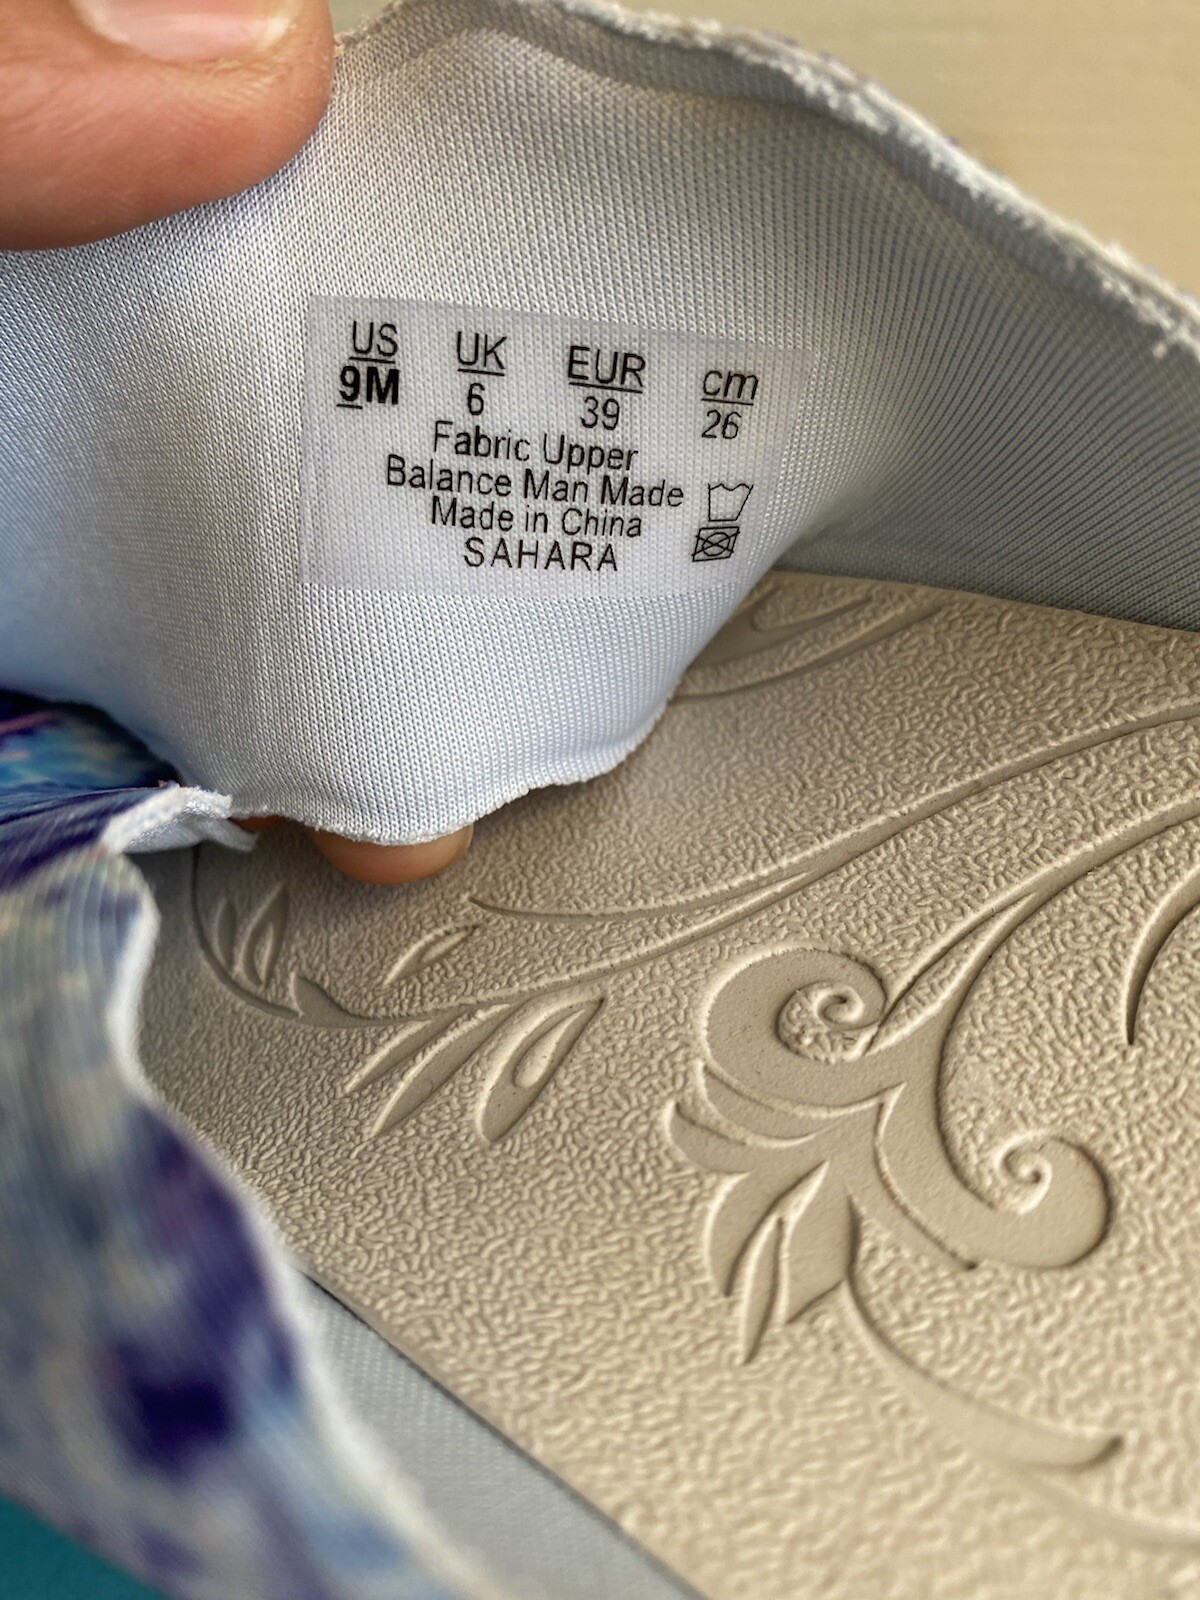 US UK EUR cm
9M 6 39 26
Fabric Upper
Balance Man Made
Made in China
SAHARA